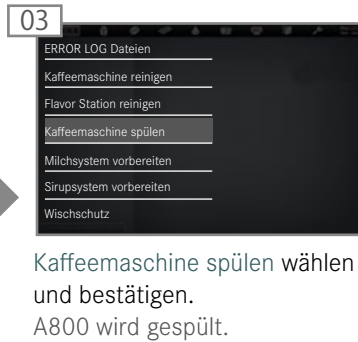 03
ERROR LOG Dateien
Kaffeemaschine reinigen
Flavor Station reinigen
Kaffeemaschine spülen
Milchsystem vorbereiten
Sirupsystem vorbereiten
Wischschutz
Kaffeemaschine spülen wählen
und bestätigen.
A800 wird gespült.